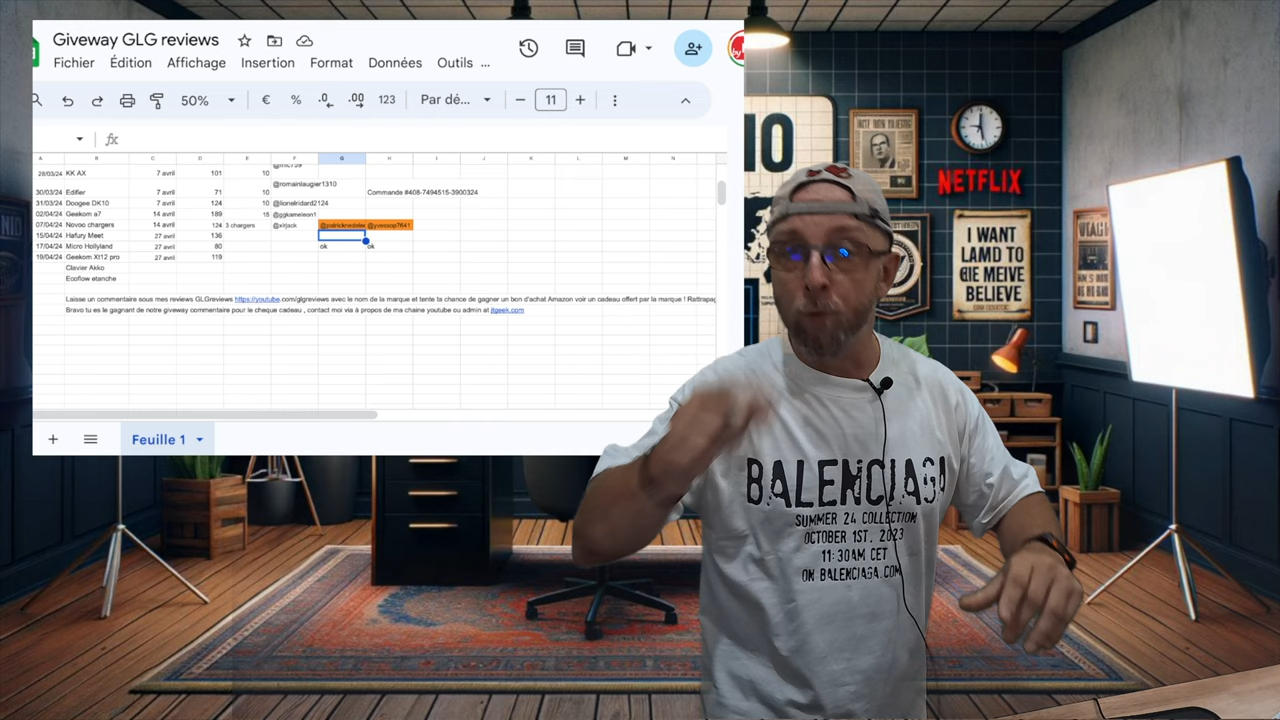 Giveway GLG reviews
Fichier Édition Affichage Insertion Format Données Outils ...
50% € % .0 .00 123 Par dé... − 11 +
fx
A B C D E F G H I J K L M N
28/03/24 KK AX 7 avril 101 10
@romainlaugier1310
30/03/24 Edifier 7 avril 71 10 Commande #408-7494515-3900324
31/03/24 Doogee DK10 7 avril 124 10 @lionelridard2124
02/04/24 Geekom a7 14 avril 189 15 @ggkameleon1
07/04/24 Novoo chargers 14 avril 124 3 chargers @xirjack @yvessop7641
15/04/24 Hafury Meet 27 avril 136
17/04/24 Micro Hollyland 27 avril 80 ok ok
19/04/24 Geekom Xt12 pro 27 avril 119
Clavier Akko
Ecoflow etanche
Laisse un commentaire sous mes reviews GLGreviews https://youtube.com/glgreviews avec le nom de la marque et tente ta chance de gagner un bon d'achat Amazon voir un cadeau offert par la marque ! Rattrapag
Bravo tu es le gagnant de notre giveway commentaire pour le cheque cadeau , contact moi via à propos de ma chaine youtube ou admin at jtgeek.com
+ Feuille 1
NETFLIX
I WANT
LAMD TO
GIE MEIVE
BELIEVE
BALENCIAGA
SUMMER 24 COLLECTION
OCTOBER 1ST, 2023
11:30AM CET
ON BALENCIAGA.COM